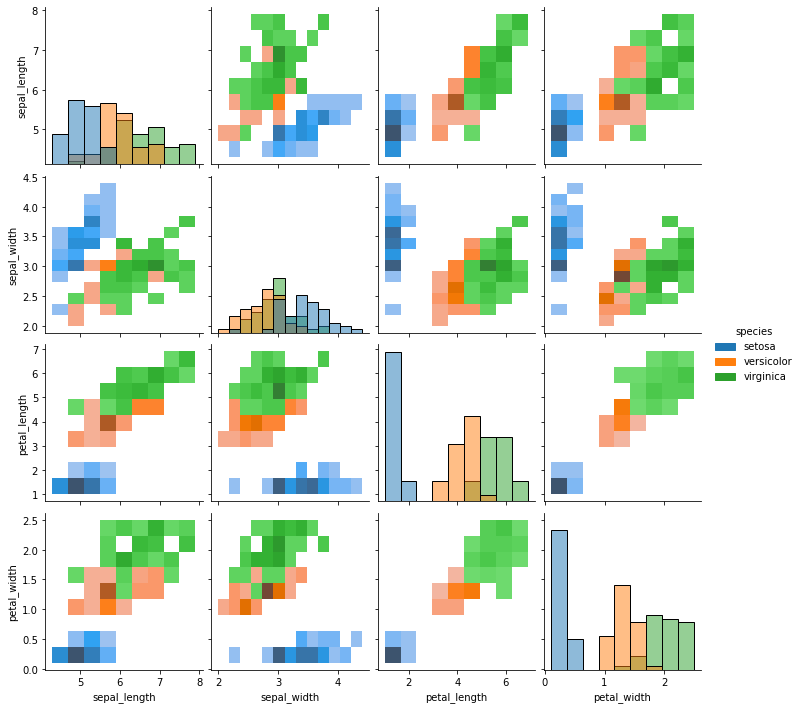 sepal_length
8
7
6
5
sepal_width
4.5
4.0
3.5
3.0
2.5
2.0
petal_length
7
6
5
4
3
2
1
petal_width
2.5
2.0
1.5
1.0
0.5
0.0
5 6 7 8
sepal_length
2 3 4
sepal_width
2 4 6
petal_length
0 1 2
petal_width
species
setosa
versicolor
virginica